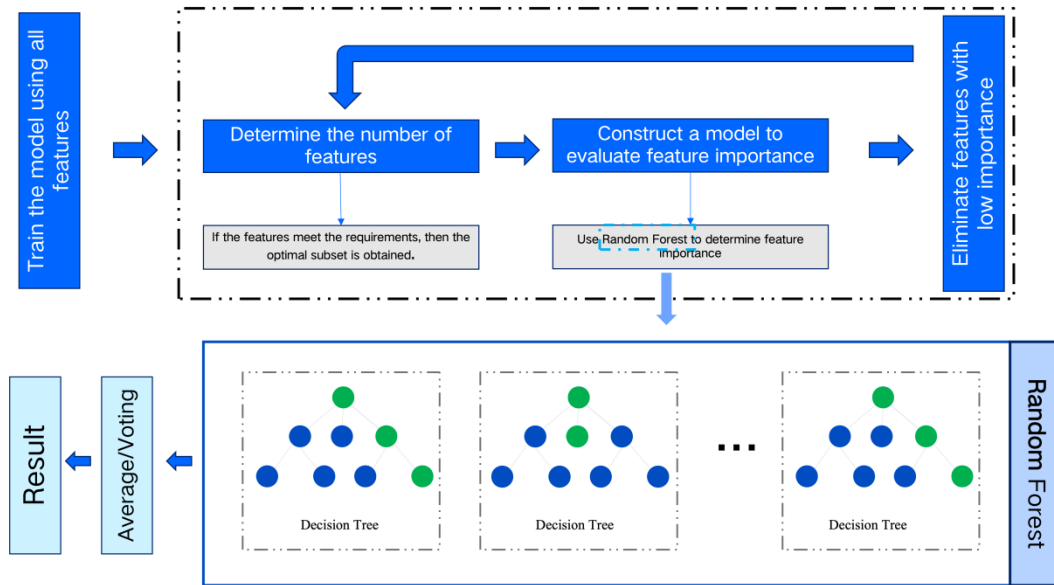 Train the model using all
features
Determine the number of
features
Construct a model to
evaluate feature importance
Eliminate features with
low importance
If the features meet the requirements, then the
optimal subset is obtained.
Use Random Forest to determine feature
importance
Result
Average/Voting
Decision Tree
Decision Tree
...
Decision Tree
Random Forest